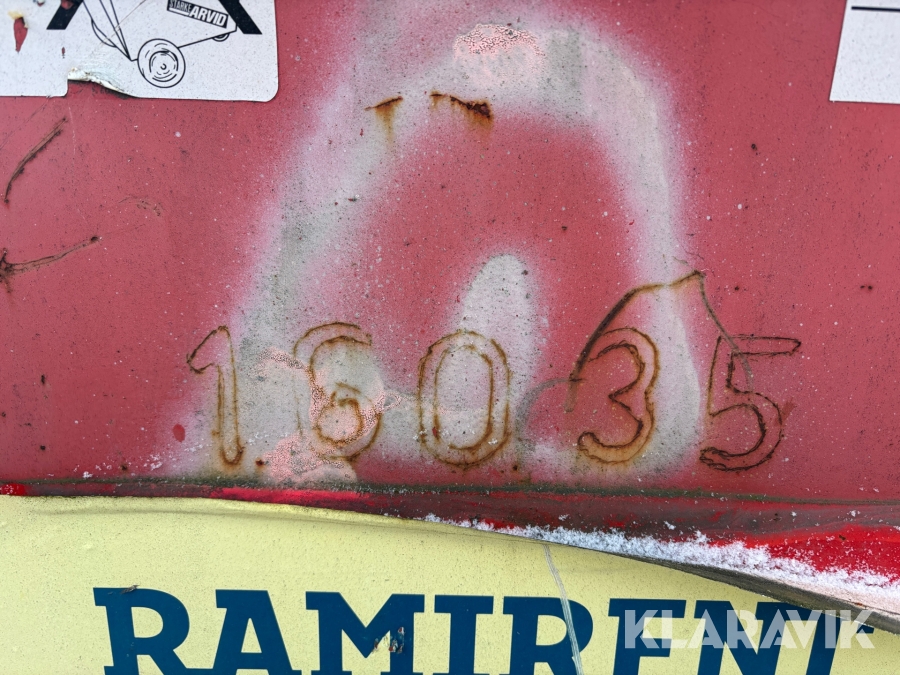 STARKE ARVID
16035
RAMIRENT
KLARAVIK